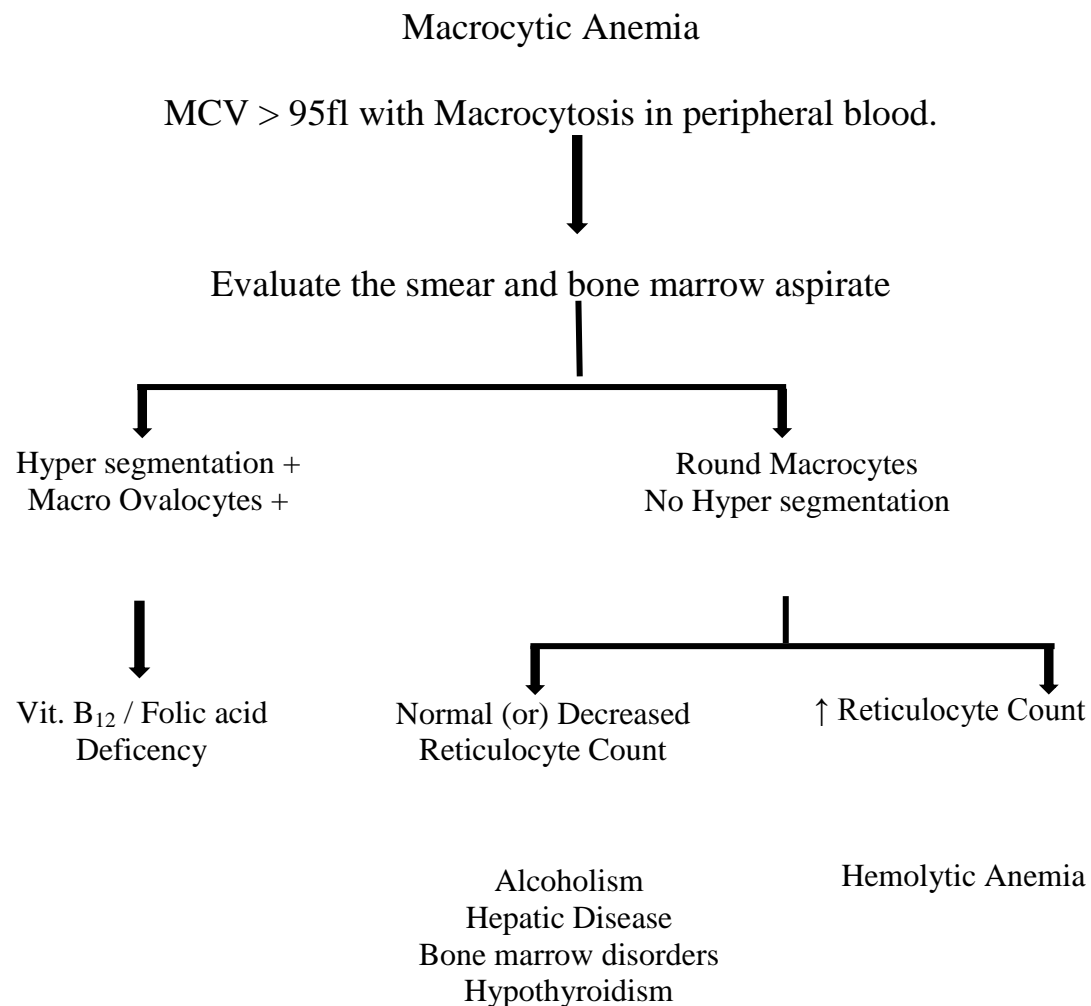 Macrocytic Anemia
MCV > 95fl with Macrocytosis in peripheral blood.
Evaluate the smear and bone marrow aspirate
Hyper segmentation +
Macro Ovalocytes +
Round Macrocytes
No Hyper segmentation
Vit. B₁₂ / Folic acid
Deficency
Normal (or) Decreased
Reticulocyte Count
↑ Reticulocyte Count
Alcoholism
Hepatic Disease
Bone marrow disorders
Hypothyroidism
Hemolytic Anemia